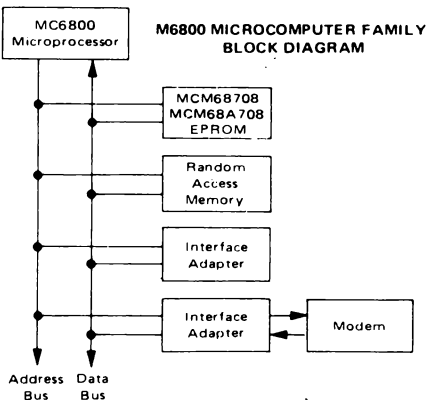 MC6800
Microprocessor
M6800 MICROCOMPUTER FAMILY
BLOCK DIAGRAM
MCM68708
MCM68A708
EPROM
Random
Access
Memory
Interface
Adapter
Interface
Adapter
Modem
Address
Bus
Data
Bus